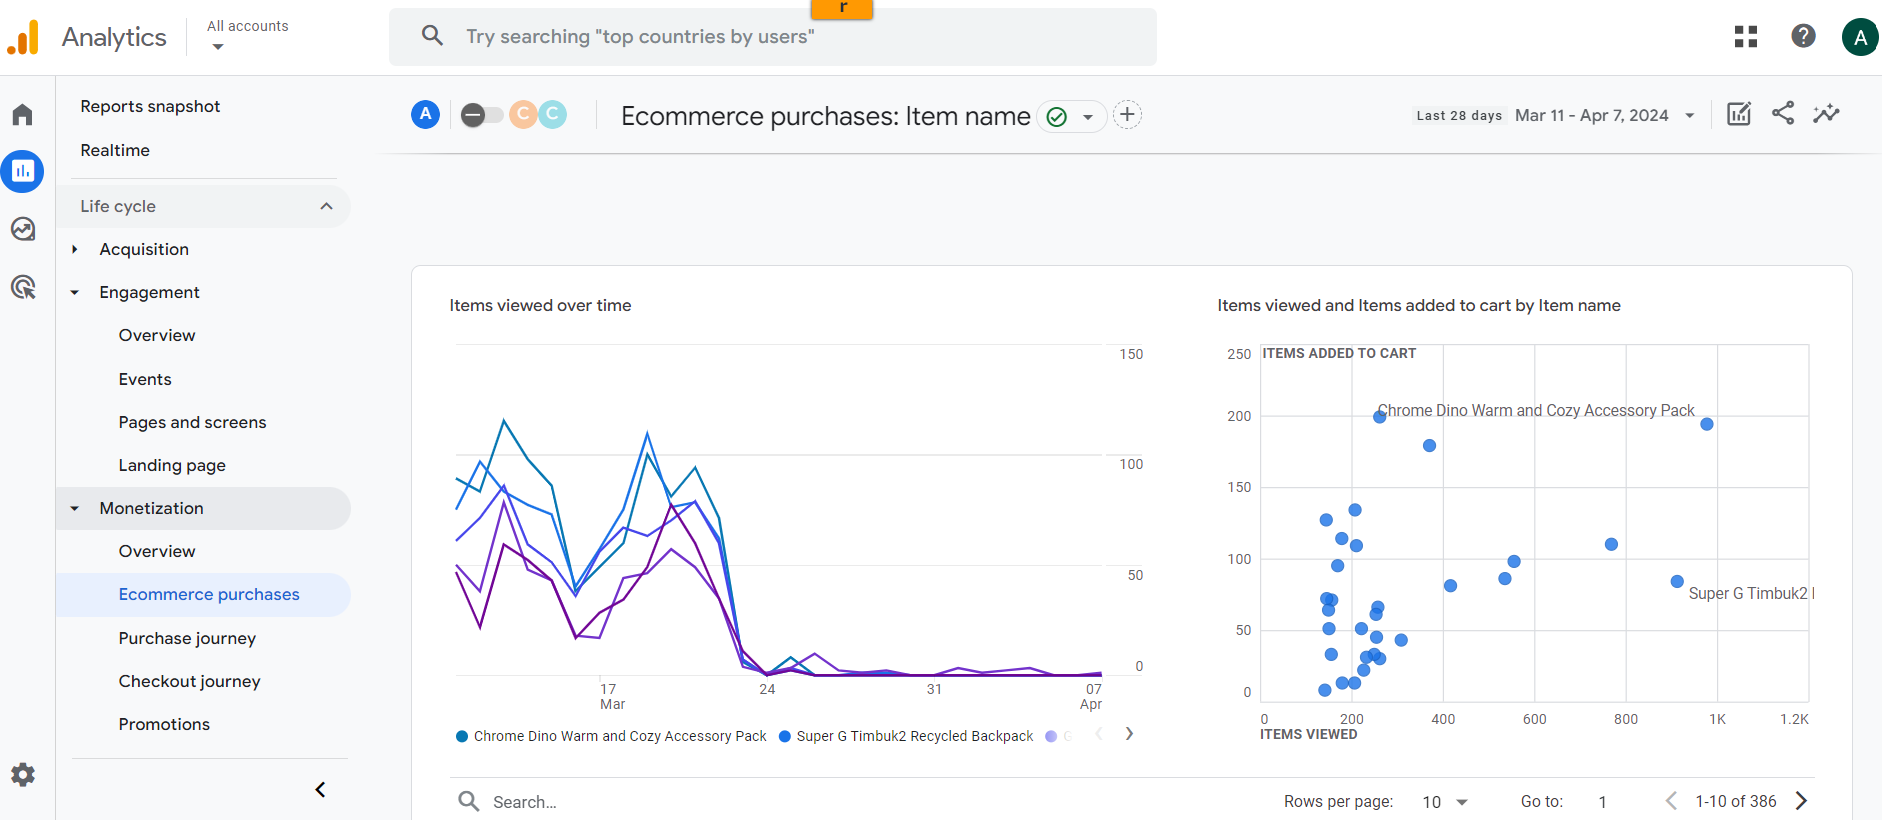 r
Analytics
All accounts
Try searching "top countries by users"
A
Reports snapshot
Realtime
Life cycle
Acquisition
Engagement
Overview
Events
Pages and screens
Landing page
Monetization
Overview
Ecommerce purchases
Purchase journey
Checkout journey
Promotions
A
C
C
Ecommerce purchases: Item name
Last 28 days Mar 11 - Apr 7, 2024
Items viewed over time
150
100
50
0
17
Mar
24
31
07
Apr
Chrome Dino Warm and Cozy Accessory Pack
Super G Timbuk2 Recycled Backpack
G
Items viewed and Items added to cart by Item name
ITEMS ADDED TO CART
250
200
150
100
50
0
Chrome Dino Warm and Cozy Accessory Pack
Super G Timbuk2
0 200 400 600 800 1K 1.2K
ITEMS VIEWED
Search...
Rows per page: 10
Go to: 1
1-10 of 386